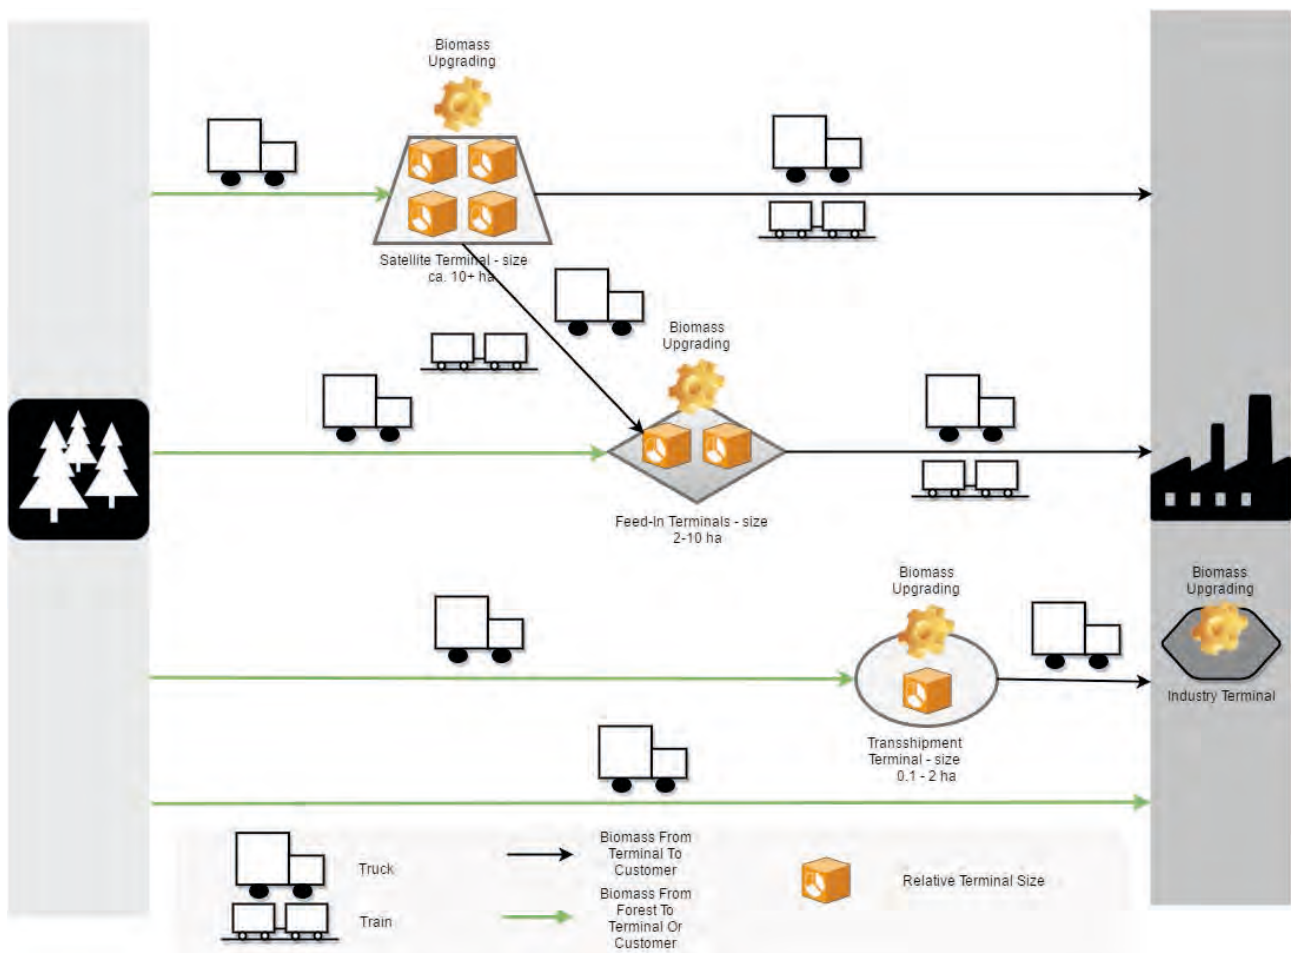 Biomass
Upgrading
Satellite Terminal - size
ca. 10+ ha
Biomass
Upgrading
Feed-In Terminals - size
2-10 ha
Biomass
Upgrading
Biomass
Upgrading
Industry Terminal
Transshipment
Terminal - size
0.1 - 2 ha
Truck
Biomass From
Terminal To
Customer
Relative Terminal Size
Train
Biomass From
Forest To
Terminal Or
Customer